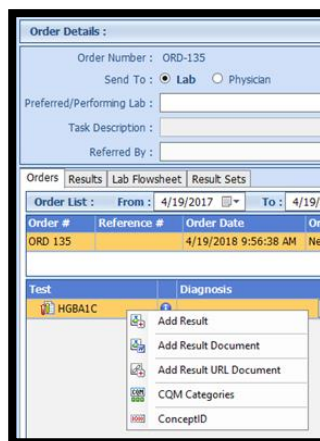 Order Details :
Order Number : ORD-135
Send To : Lab Physician
Preferred/Performing Lab :
Task Description :
Referred By :
Orders Results Lab Flowsheet Result Sets
Order List : From : 4/19/2017 To : 4/19/
Order # Reference # Order Date Or
ORD 135 4/19/2018 9:56:38 AM Ne
Test Diagnosis
HGBA1C
Add Result
Add Result Document
Add Result URL Document
CQM Categories
ConceptID